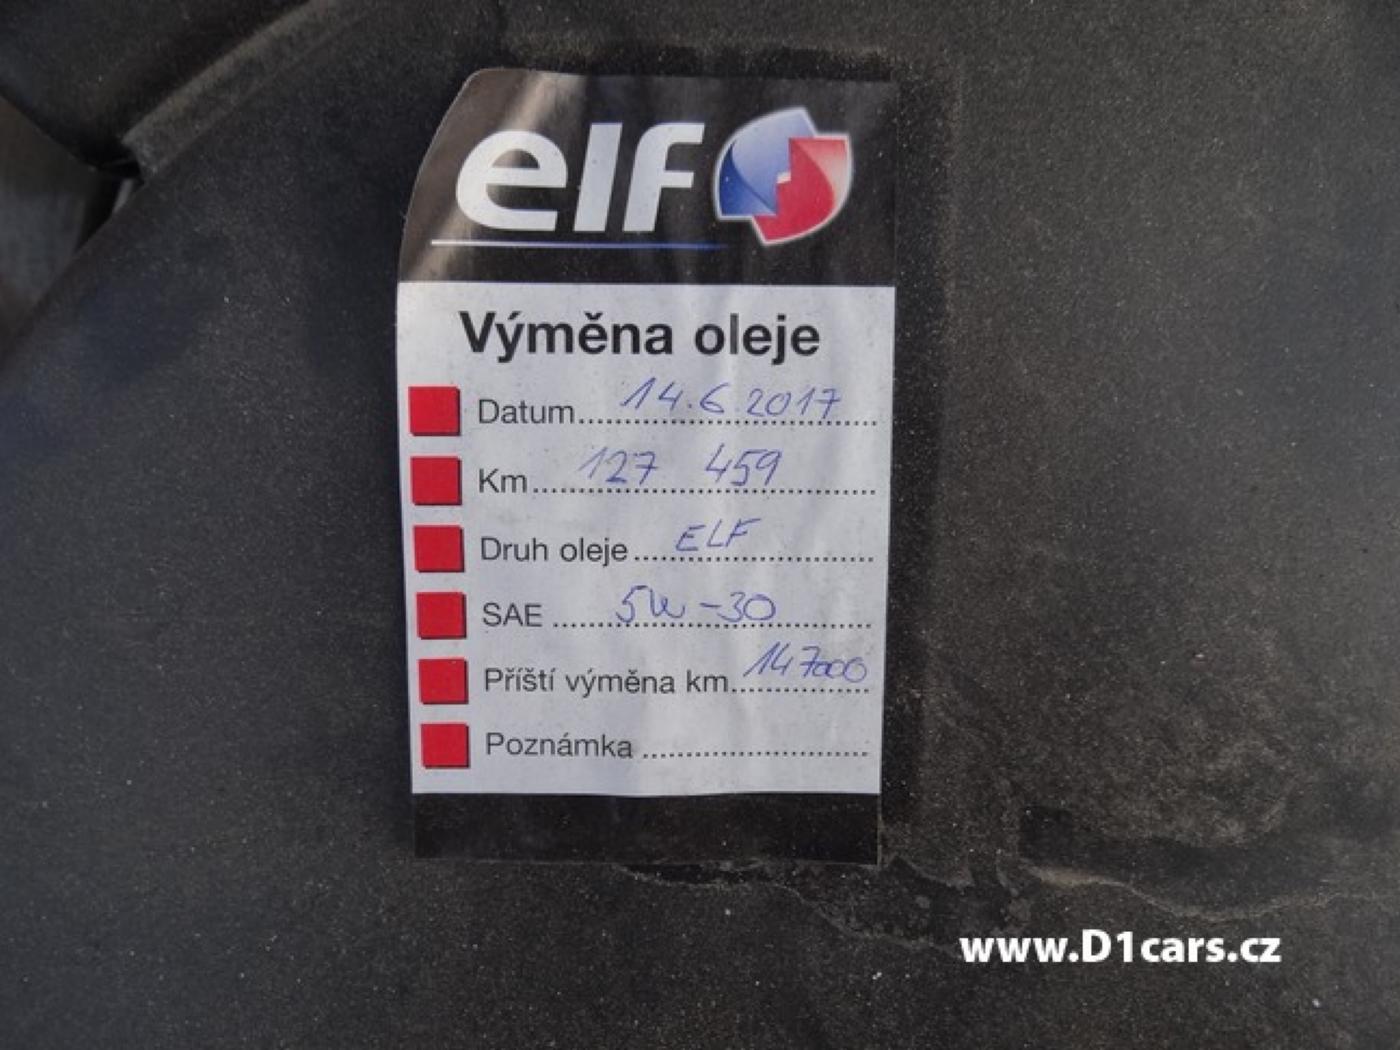 elf
Výměna oleje
Datum 14.6.2017
Km 127 459
Druh oleje ELF
SAE 5W-30
Příští výměna km 147000
Poznámka
www.D1cars.cz